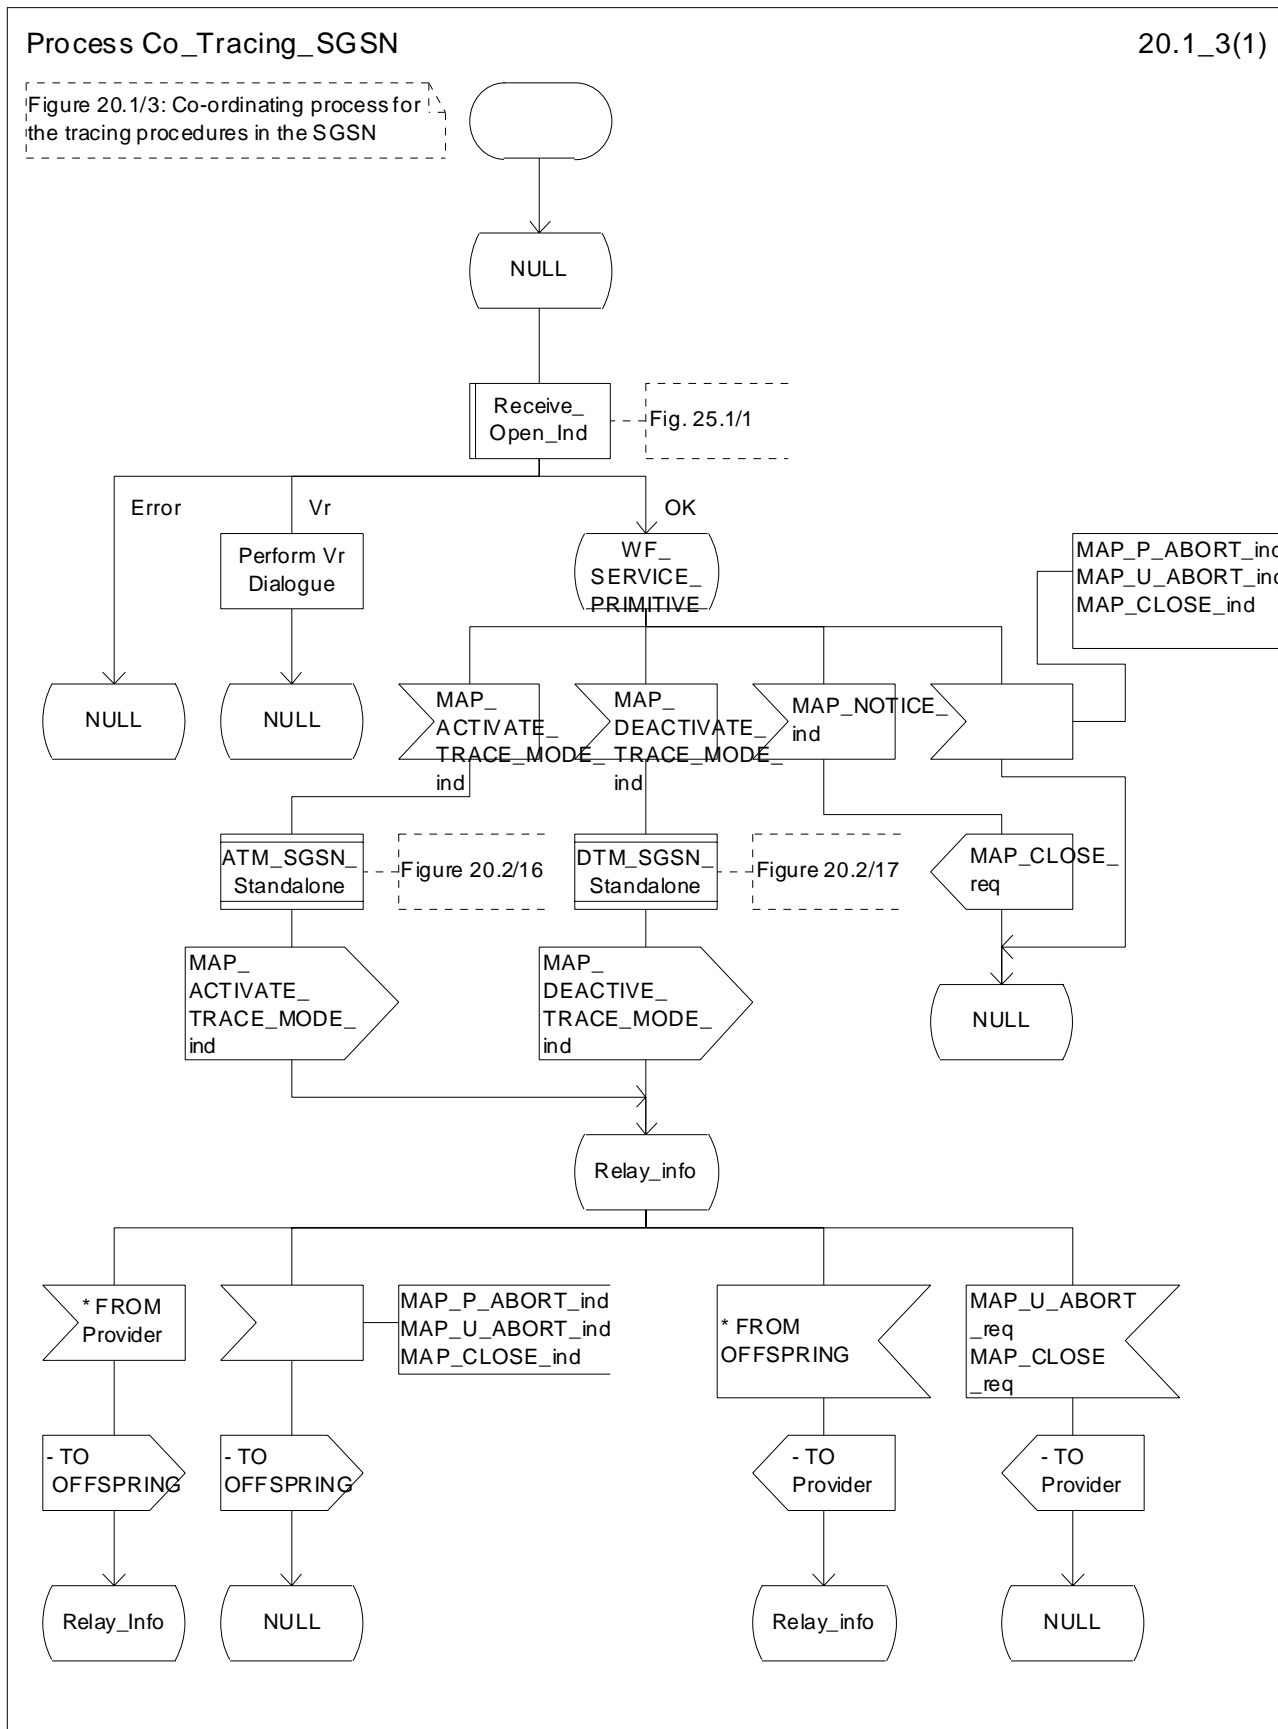 Process Co_Tracing_SGSN
20.1_3(1)
Figure 20.1/3: Co-ordinating process for
the tracing procedures in the SGSN
NULL
Receive_
Open_Ind
Fig. 25.1/1
Error
Vr
OK
Perform Vr
Dialogue
WF_
SERVICE_
PRIMITIVE
MAP_P_ABORT_ind
MAP_U_ABORT_ind
MAP_CLOSE_ind
NULL
NULL
MAP_
ACTIVATE_
TRACE_MODE_
ind
MAP_
DEACTIVATE_
TRACE_MODE_
ind
MAP_NOTICE_
ind
ATM_SGSN_
Standalone
Figure 20.2/16
DTM_SGSN_
Standalone
Figure 20.2/17
MAP_CLOSE_
req
MAP_
ACTIVATE_
TRACE_MODE_
ind
MAP_
DEACTIVE_
TRACE_MODE_
ind
NULL
Relay_info
* FROM
Provider
MAP_P_ABORT_ind
MAP_U_ABORT_ind
MAP_CLOSE_ind
* FROM
OFFSPRING
MAP_U_ABORT
_req
MAP_CLOSE
_req
- TO
OFFSPRING
- TO
OFFSPRING
- TO
Provider
- TO
Provider
Relay_Info
NULL
Relay_info
NULL